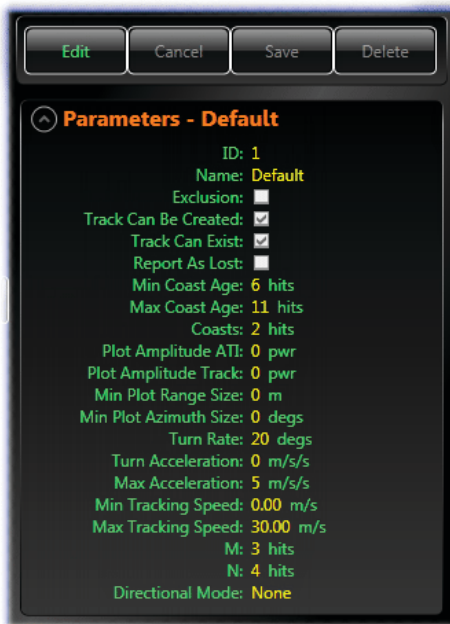 Edit Cancel Save Delete
Parameters - Default
ID: 1
Name: Default
Exclusion:
Track Can Be Created:
Track Can Exist:
Report As Lost:
Min Coast Age: 6 hits
Max Coast Age: 11 hits
Coasts: 2 hits
Plot Amplitude ATI: 0 pwr
Plot Amplitude Track: 0 pwr
Min Plot Range Size: 0 m
Min Plot Azimuth Size: 0 degs
Turn Rate: 20 degs
Turn Acceleration: 0 m/s/s
Max Acceleration: 5 m/s/s
Min Tracking Speed: 0.00 m/s
Max Tracking Speed: 30.00 m/s
M: 3 hits
N: 4 hits
Directional Mode: None